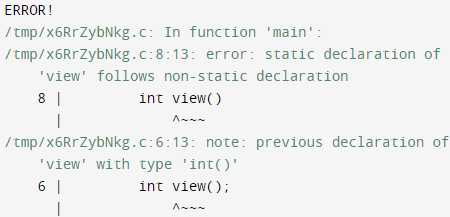 ERROR!
/tmp/x6RrZybNkg.c: In function 'main':
/tmp/x6RrZybNkg.c:8:13: error: static declaration of
'view' follows non-static declaration
8 |         int view()
|             ^~~~
/tmp/x6RrZybNkg.c:6:13: note: previous declaration of
'view' with type 'int()'
6 |         int view();
|             ^~~~